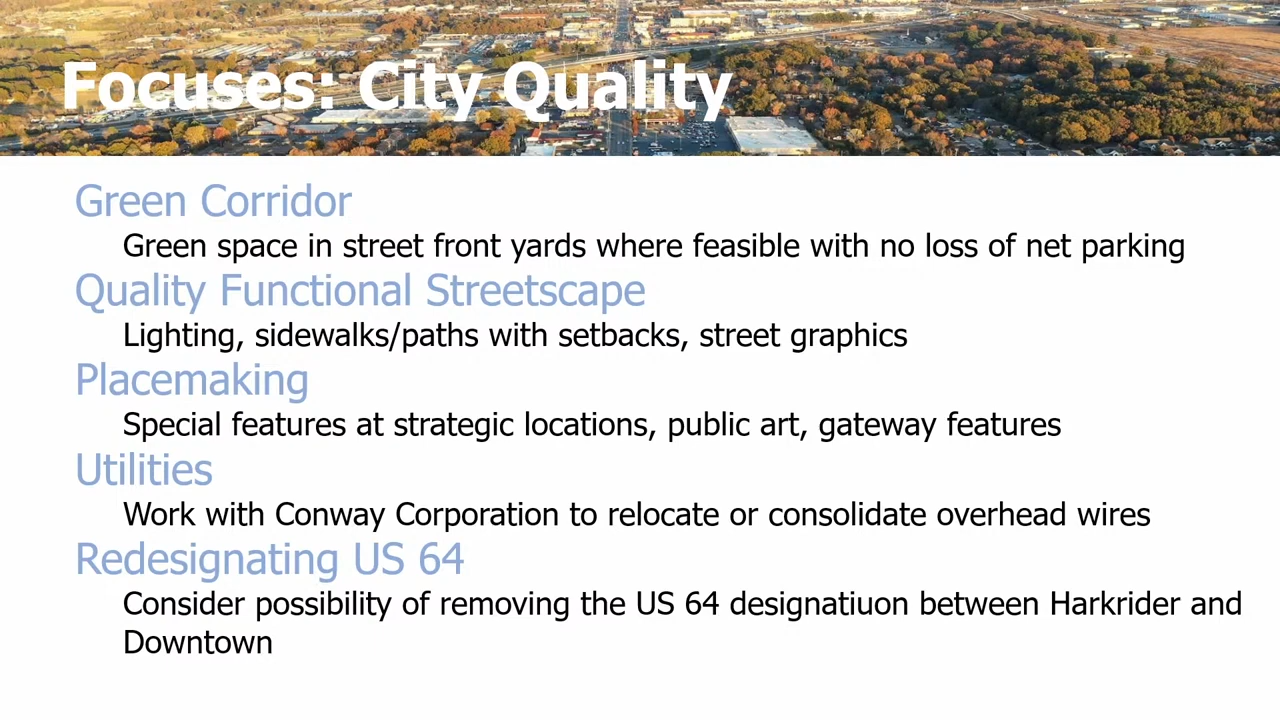 Focuses: City Quality
Green Corridor
Green space in street front yards where feasible with no loss of net parking
Quality Functional Streetscape
Lighting, sidewalks/paths with setbacks, street graphics
Placemaking
Special features at strategic locations, public art, gateway features
Utilities
Work with Conway Corporation to relocate or consolidate overhead wires
Redesignating US 64
Consider possibility of removing the US 64 designatiuon between Harkrider and
Downtown